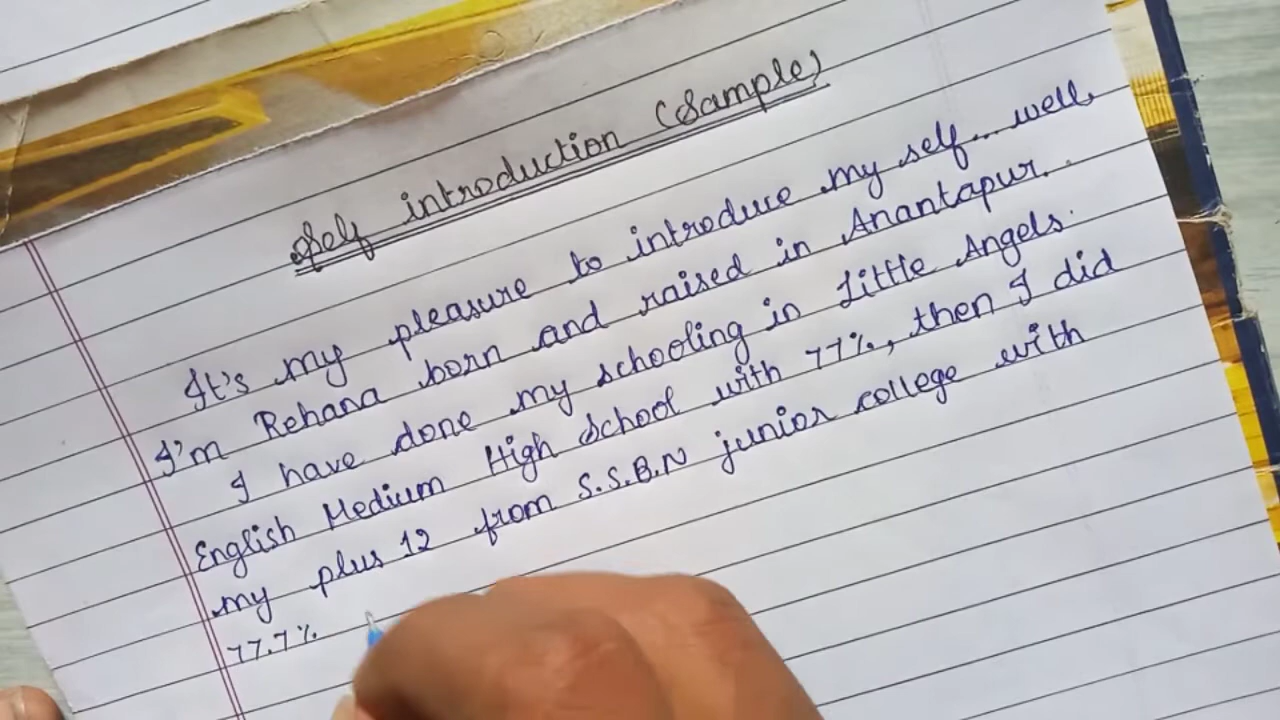 Self introduction (Sample)
It's my pleasure to introduce my self... well
I'm Rehana born and raised in Anantapur.
I have done my schooling in Little Angels
English Medium High School with 77%, then I did
my plus 12 from S.S.B.N junior college with
77.7%